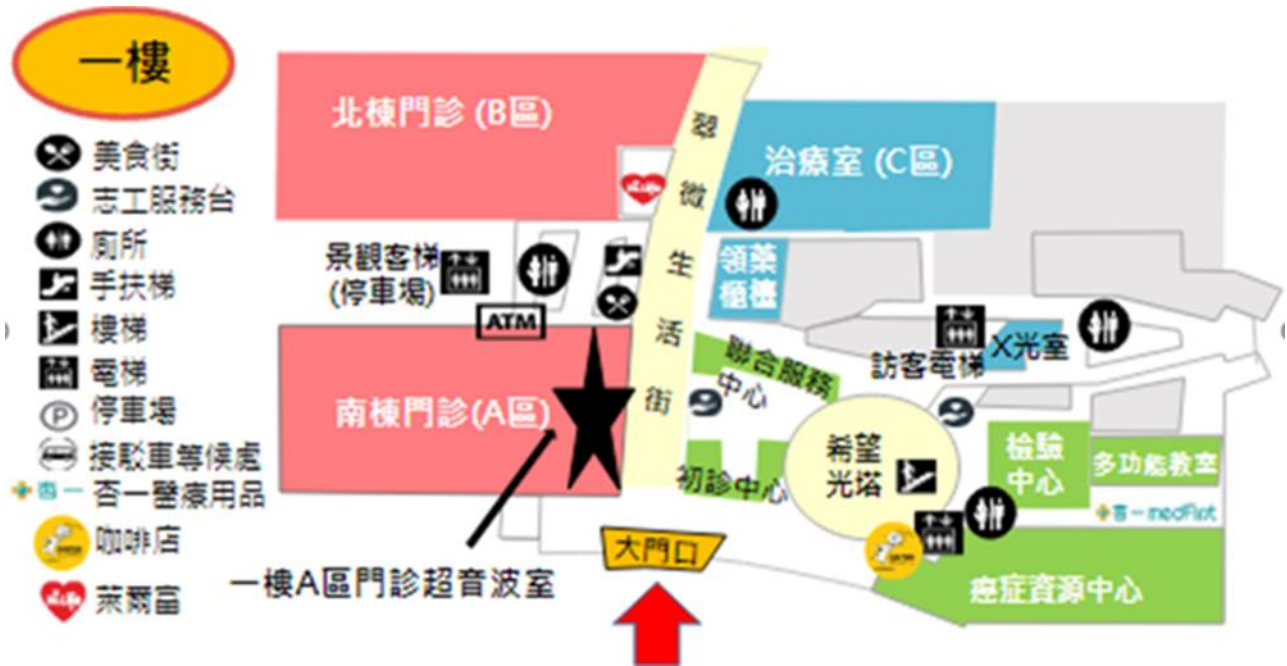 一樓
美食街
志工服務台
廁所
手扶梯
樓梯
電梯
P
停車場
接駁車等候處
杏一
杏一醫療用品
咖啡店
萊爾富
北棟門診 (B區)
景觀客梯
(停車場)
ATM
南棟門診(A區)
一樓A區門診超音波室
翠微生活街
治療室 (C區)
領藥
櫃檯
聯合服務
中心
初診中心
大門口
訪客電梯
X光室
希望
光塔
檢驗
中心
多功能教室
杏一 medFirst
癌症資源中心